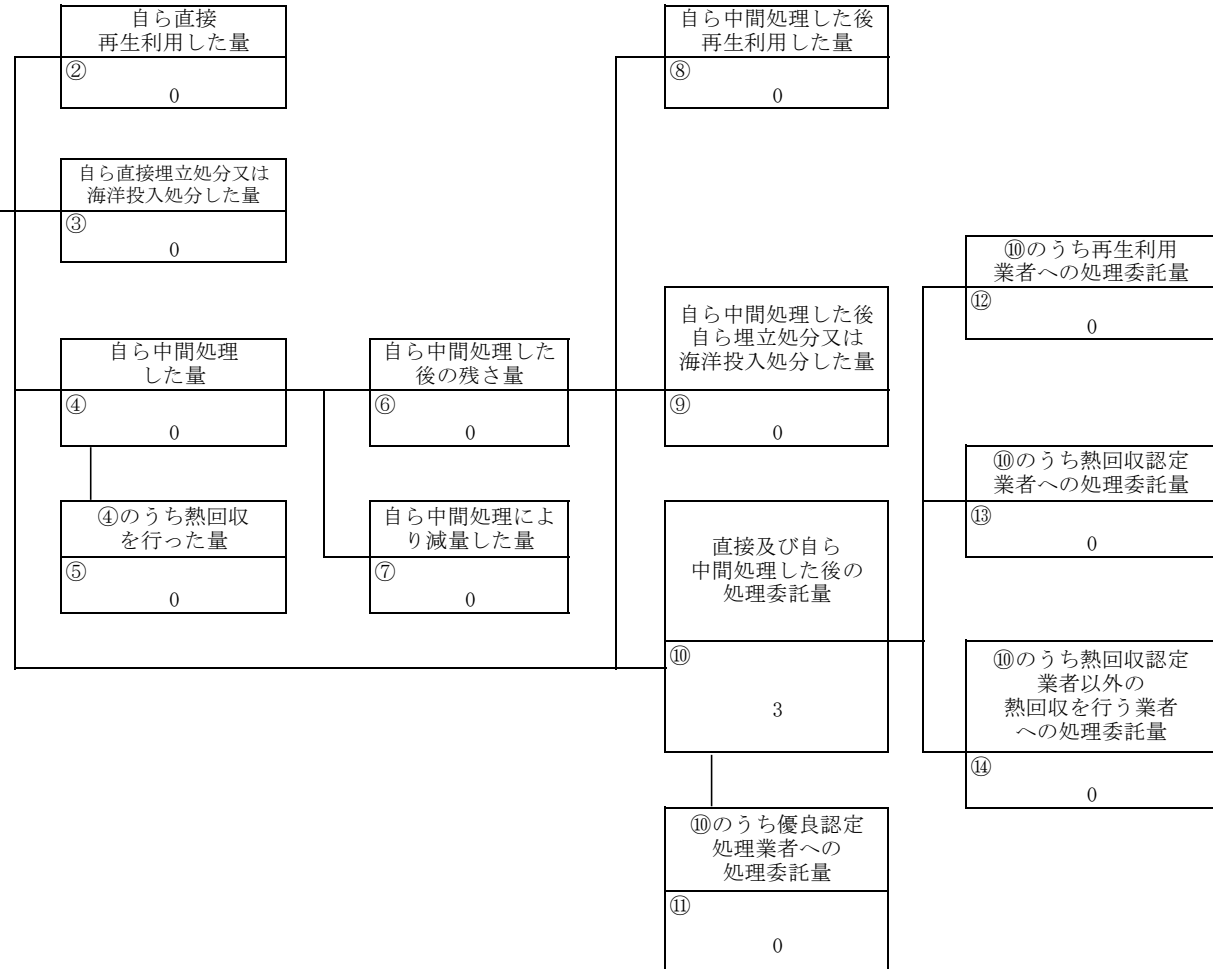 自ら直接
再生利用した量
②
0
自ら直接埋立処分又は
海洋投入処分した量
③
0
自ら中間処理
した量
④
0
④のうち熱回収
を行った量
⑤
0
自ら中間処理した
後の残さ量
⑥
0
自ら中間処理によ
り減量した量
⑦
0
自ら中間処理した後
再生利用した量
⑧
0
自ら中間処理した後
自ら埋立処分又は
海洋投入処分した量
⑨
0
直接及び自ら
中間処理した後の
処理委託量
⑩
3
⑩のうち優良認定
処理業者への
処理委託量
⑪
0
⑩のうち再生利用
業者への処理委託量
⑫
0
⑩のうち熱回収認定
業者への処理委託量
⑬
0
⑩のうち熱回収認定
業者以外の
熱回収を行う業者
への処理委託量
⑭
0